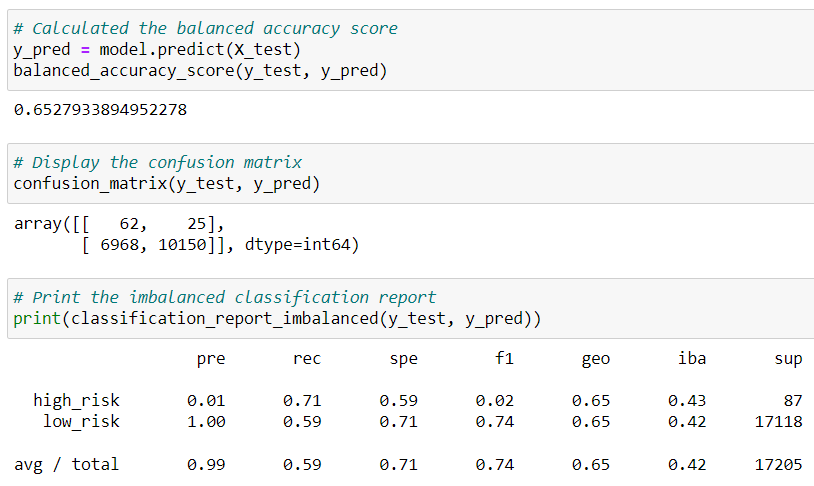 # Calculated the balanced accuracy score
y_pred = model.predict(X_test)
balanced_accuracy_score(y_test, y_pred)
0.6527933894952278
# Display the confusion matrix
confusion_matrix(y_test, y_pred)
array([[   62,    25],
       [ 6968, 10150]], dtype=int64)
# Print the imbalanced classification report
print(classification_report_imbalanced(y_test, y_pred))
pre rec spe f1 geo iba sup
high_risk 0.01 0.71 0.59 0.02 0.65 0.43 87
low_risk 1.00 0.59 0.71 0.74 0.65 0.42 17118
avg / total 0.99 0.59 0.71 0.74 0.65 0.42 17205